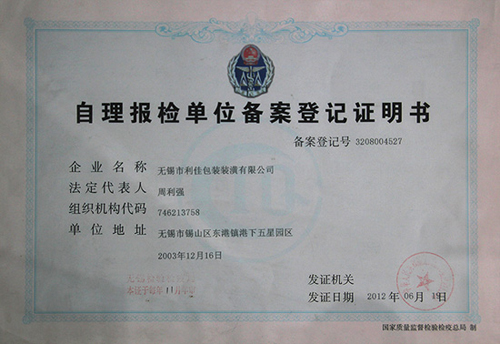 自理报检单位备案登记证明书
备案登记号 3208004527
企业名称 无锡市利佳包装装潢有限公司
法定代表人 周利强
组织机构代码 746213758
单位地址 无锡市锡山区东港镇港下五星园区
2003年12月16日
发证机关
发证日期 2012 年 06 月 19 日
国家质量监督检验检疫总局 制